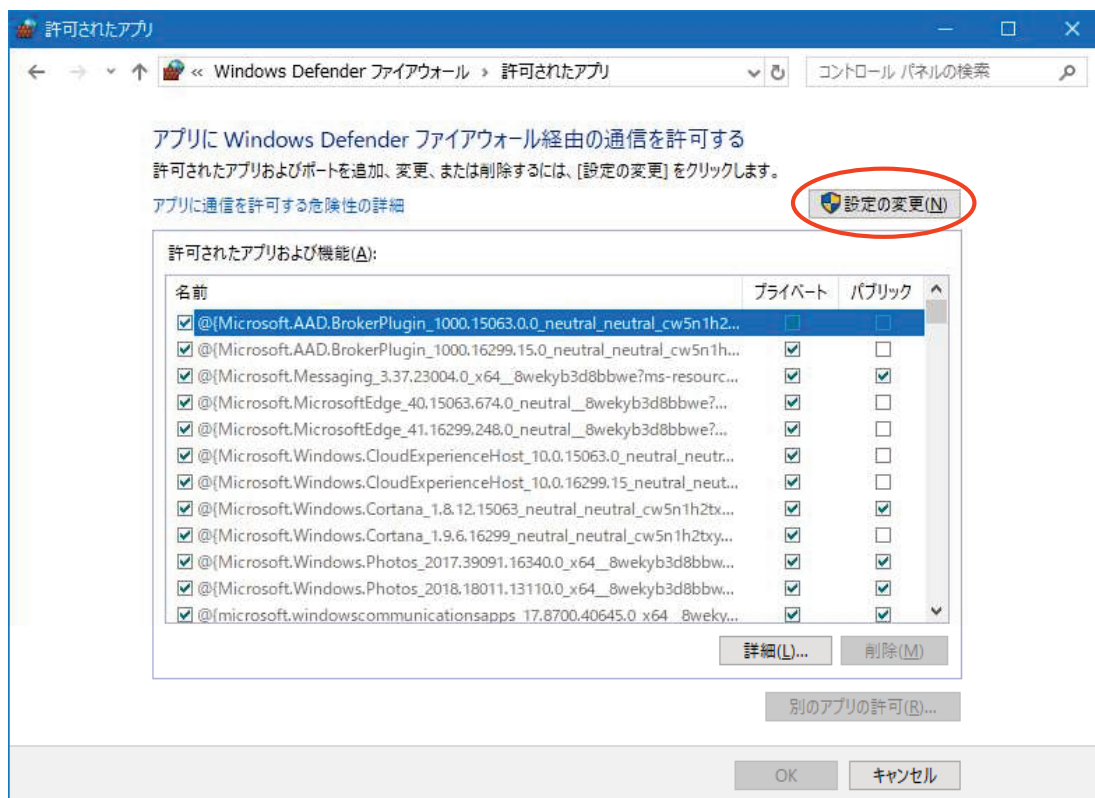 許可されたアプリ
« Windows Defender ファイアウォール › 許可されたアプリ
コントロール パネルの検索
アプリに Windows Defender ファイアウォール経由の通信を許可する
許可されたアプリおよびポートを追加、変更、または削除するには、[設定の変更] をクリックします。
アプリに通信を許可する危険性の詳細
設定の変更(N)
許可されたアプリおよび機能(A):
名前 プライベート パブリック
@{Microsoft.AAD.BrokerPlugin_1000.15063.0.0_neutral_neutral_cw5n1h2...
@{Microsoft.AAD.BrokerPlugin_1000.16299.15.0_neutral_neutral_cw5n1h...
@{Microsoft.Messaging_3.37.23004.0_x64__8wekyb3d8bbwe?ms-resourc...
@{Microsoft.MicrosoftEdge_40.15063.674.0_neutral__8wekyb3d8bbwe?...
@{Microsoft.MicrosoftEdge_41.16299.248.0_neutral__8wekyb3d8bbwe?...
@{Microsoft.Windows.CloudExperienceHost_10.0.15063.0_neutral_neutr...
@{Microsoft.Windows.CloudExperienceHost_10.0.16299.15_neutral_neut...
@{Microsoft.Windows.Cortana_1.8.12.15063_neutral_neutral_cw5n1h2tx...
@{Microsoft.Windows.Cortana_1.9.6.16299_neutral_neutral_cw5n1h2txy...
@{Microsoft.Windows.Photos_2017.39091.16340.0_x64__8wekyb3d8bbw...
@{Microsoft.Windows.Photos_2018.18011.13110.0_x64__8wekyb3d8bbw...
@{microsoft.windowscommunicationsapps_17.8700.40645.0_x64__8weky...
詳細(L)... 削除(M)
別のアプリの許可(R)...
OK キャンセル